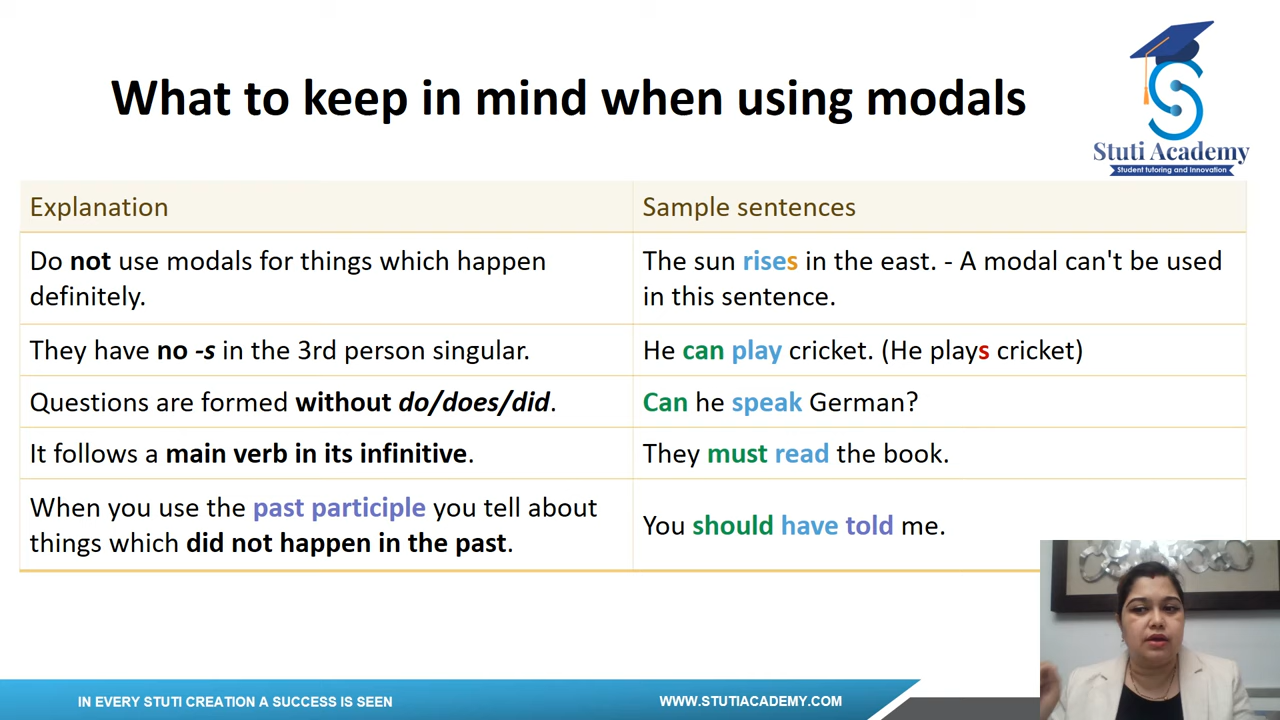 What to keep in mind when using modals
Stuti Academy
Student tutoring and Innovation
Explanation
Sample sentences
Do not use modals for things which happen
definitely.
The sun rises in the east. - A modal can't be used
in this sentence.
They have no -s in the 3rd person singular.
He can play cricket. (He plays cricket)
Questions are formed without do/does/did.
Can he speak German?
It follows a main verb in its infinitive.
They must read the book.
When you use the past participle you tell about
things which did not happen in the past.
You should have told me.
IN EVERY STUTI CREATION A SUCCESS IS SEEN
WWW.STUTIACADEMY.COM